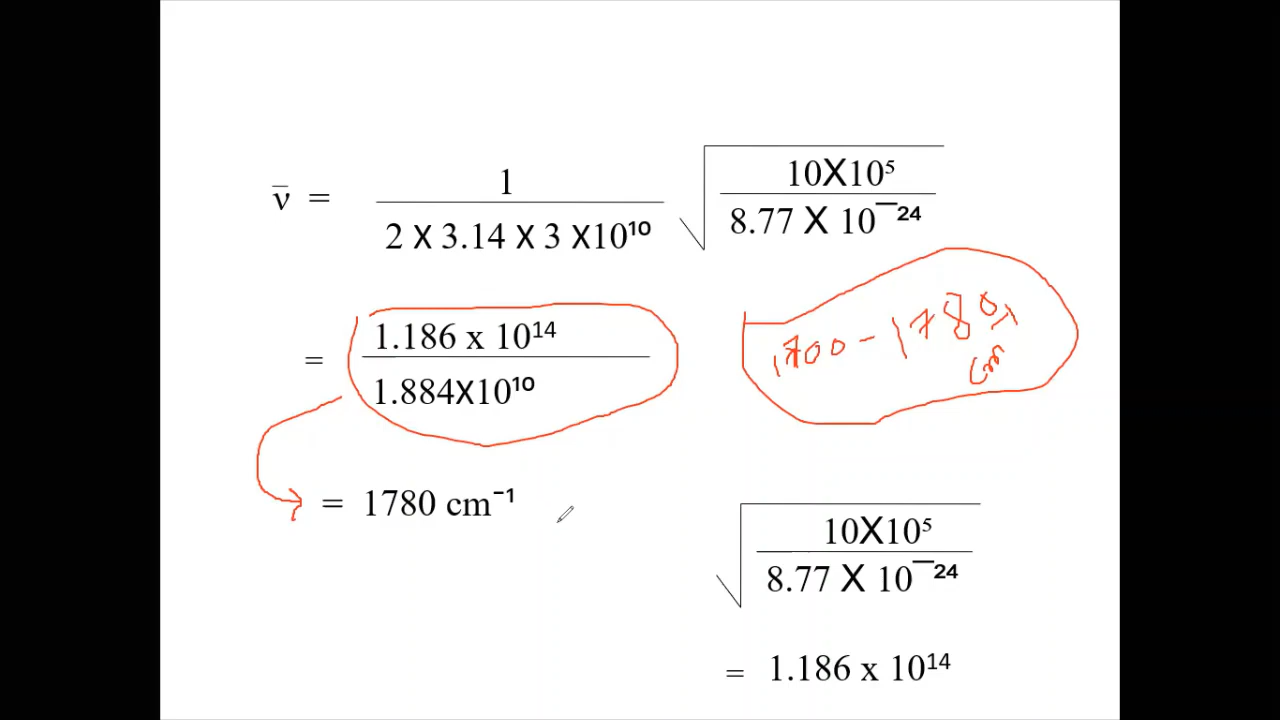 ν̄ = 1 / 2 X 3.14 X 3 X10¹⁰ √ 10X10⁵ / 8.77 X 10⁻²⁴
= 1.186 x 10¹⁴ / 1.884X10¹⁰
1700 - 1780 cm⁻¹
= 1780 cm⁻¹
√ 10X10⁵ / 8.77 X 10⁻²⁴
= 1.186 x 10¹⁴